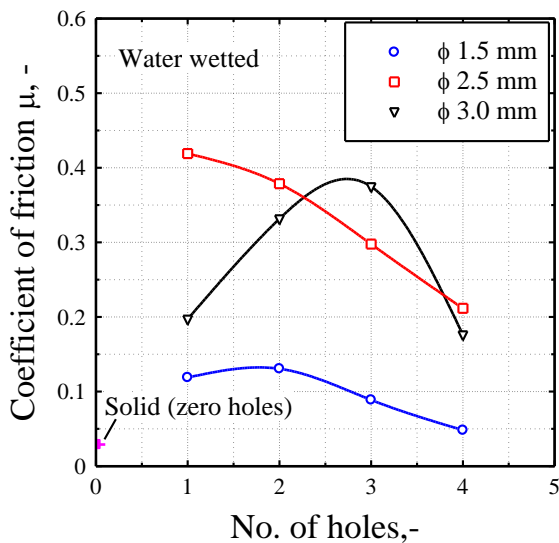 0.6
0.5
0.4
0.3
0.2
0.1
0
0
1
2
3
4
5
Coefficient of friction μ, -
No. of holes,-
Water wetted
ϕ 1.5 mm
ϕ 2.5 mm
ϕ 3.0 mm
Solid (zero holes)